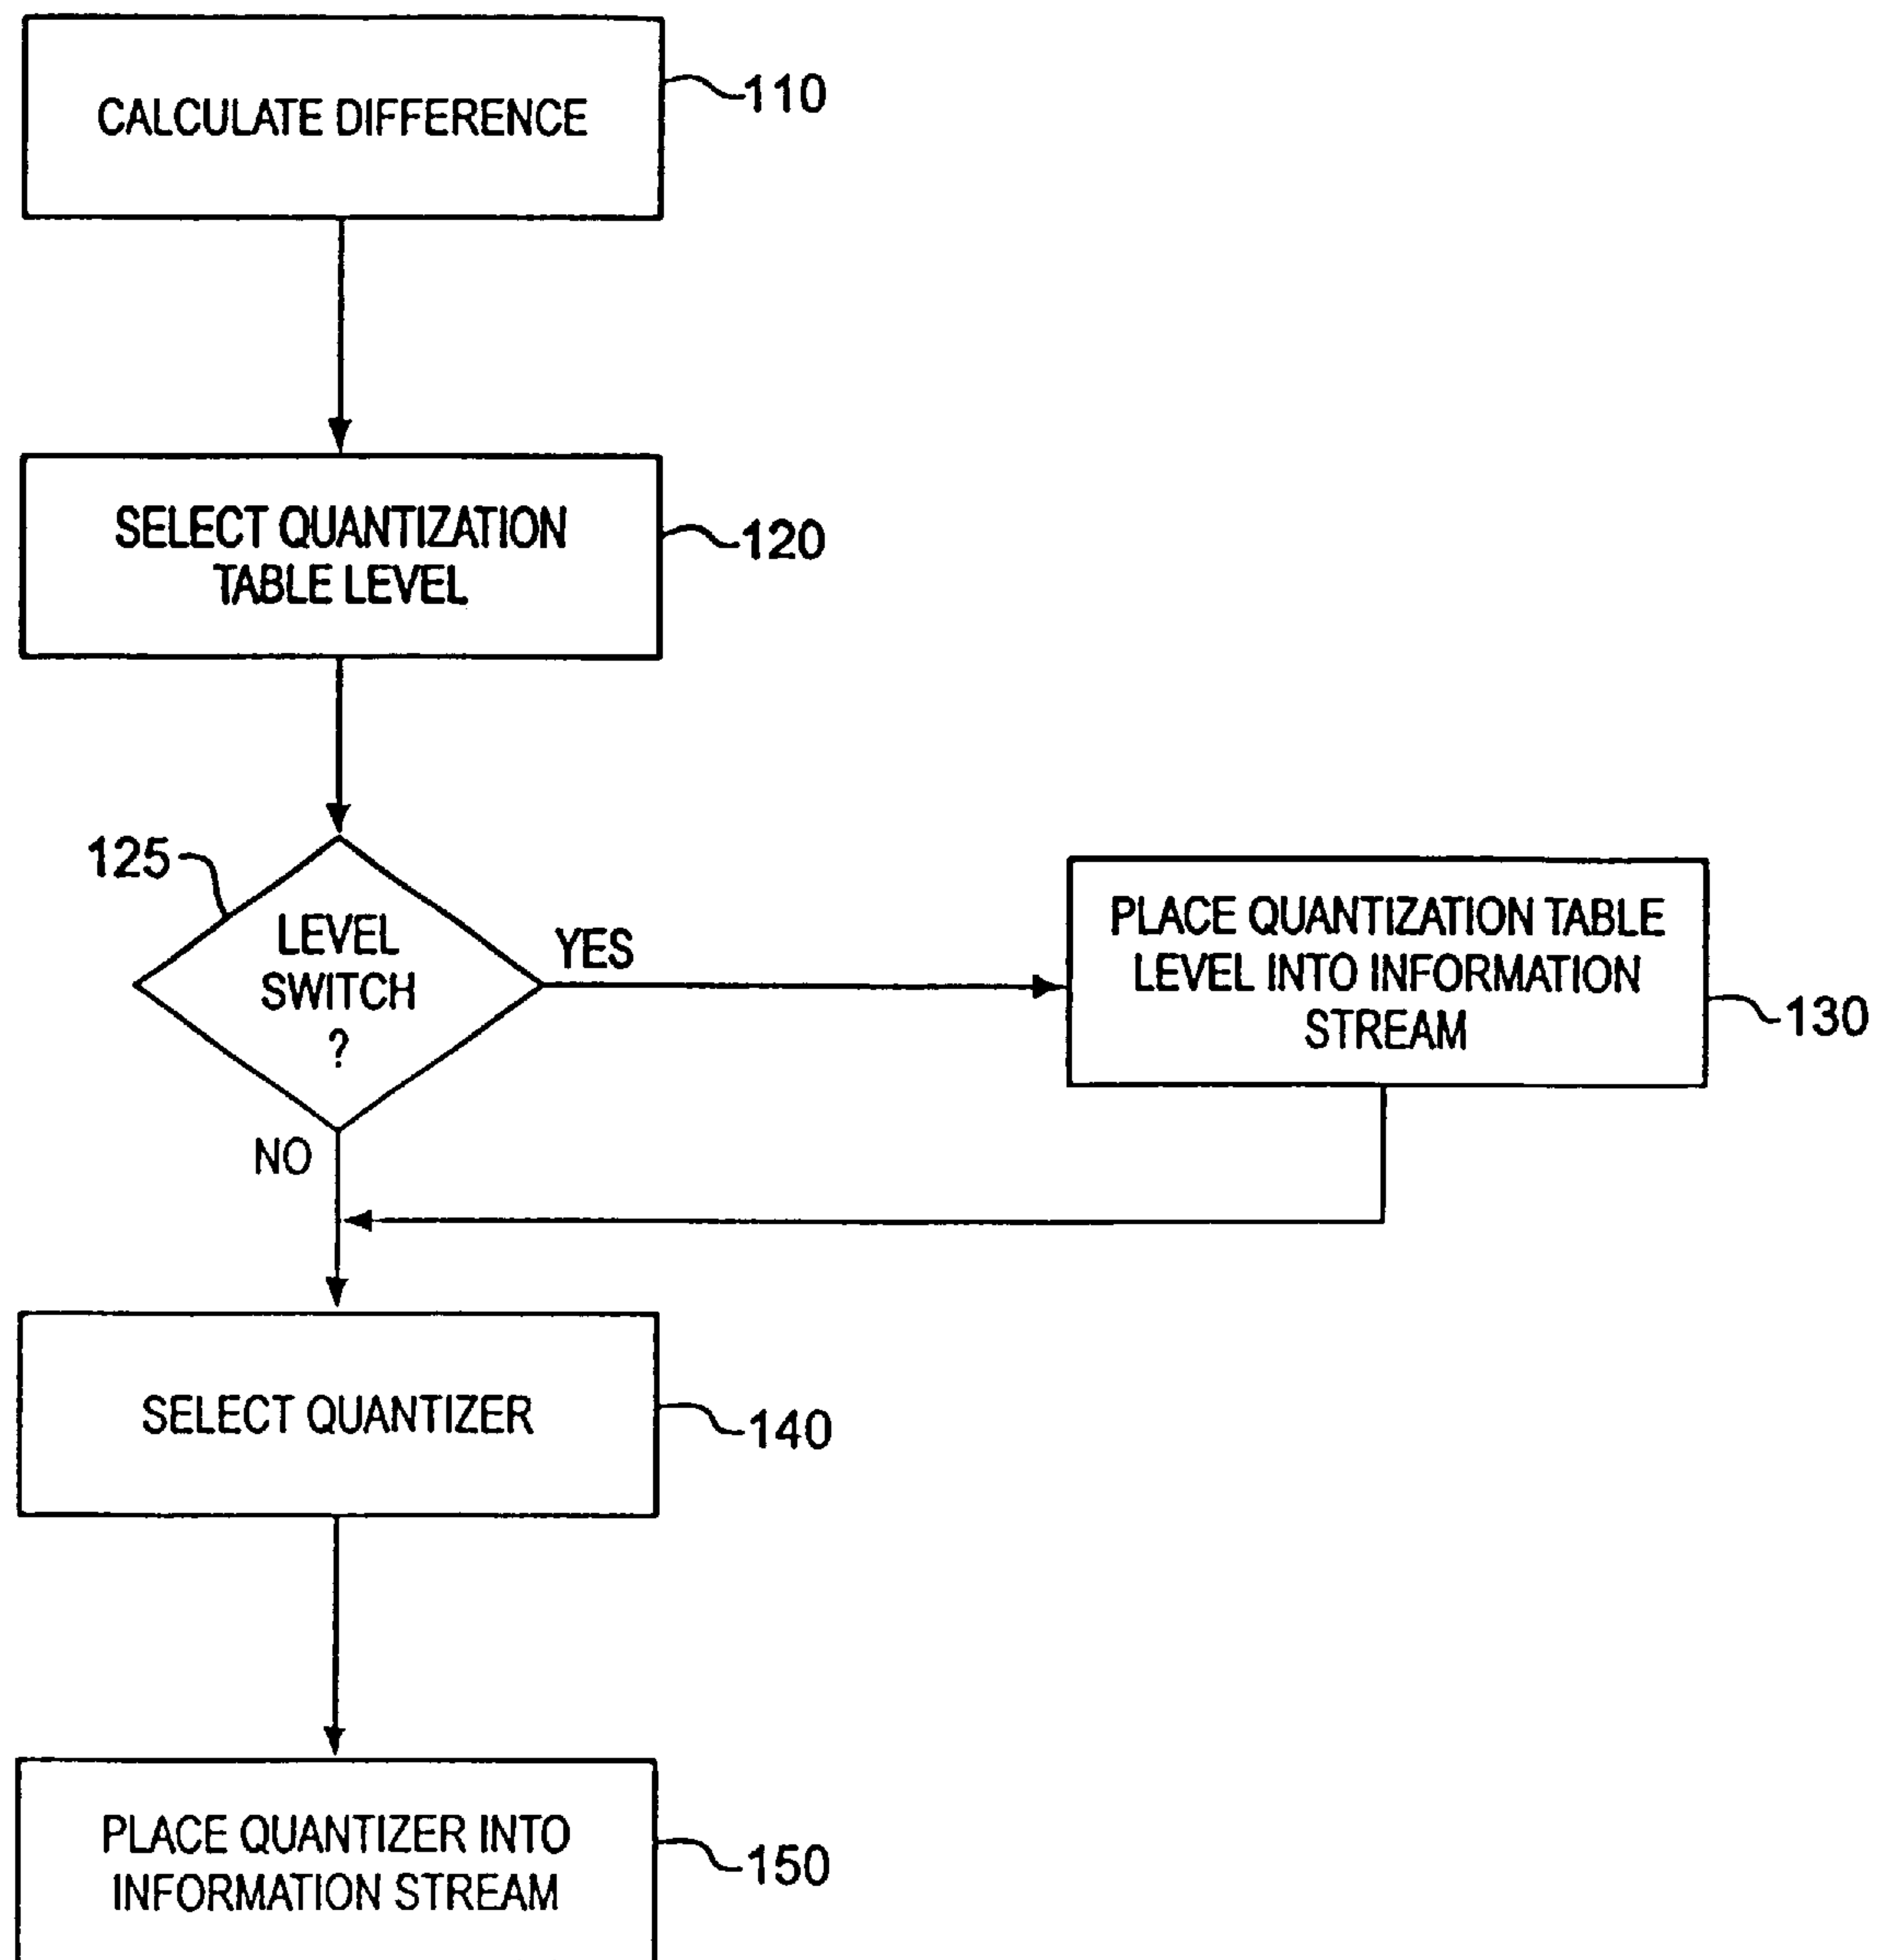 CALCULATE DIFFERENCE
110
SELECT QUANTIZATION
TABLE LEVEL
120
125
LEVEL
SWITCH
?
YES
PLACE QUANTIZATION TABLE
LEVEL INTO INFORMATION
STREAM
130
NO
SELECT QUANTIZER
140
PLACE QUANTIZER INTO
INFORMATION STREAM
150